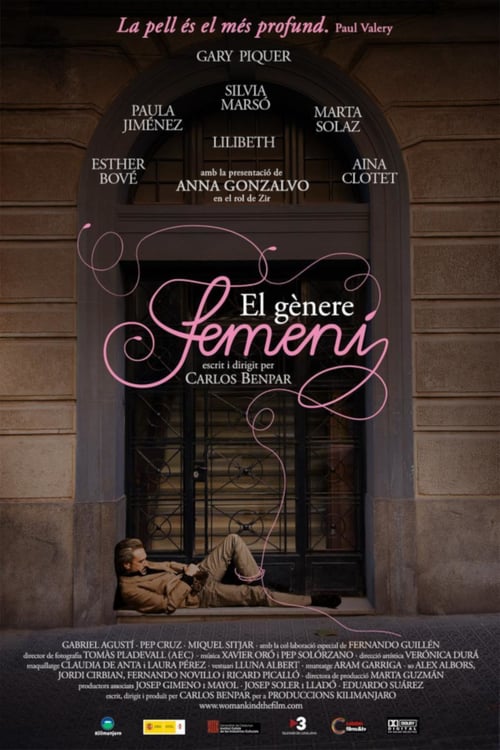 La pell és el més profund. Paul Valery
GARY PIQUER
SILVIA
MARSÓ
PAULA
JIMÉNEZ
MARTA
SOLAZ
LILIBETH
ESTHER
BOVÉ
AINA
CLOTET
amb la presentació de
ANNA GONZALVO
en el rol de Zir
El gènere
Femení
escrit i dirigit per
CARLOS BENPAR
GABRIEL AGUSTÍ · PEP CRUZ · MIQUEL SITJAR · amb la col·laboració especial de FERNANDO GUILLÉN
director de fotografia TOMÀS PLADEVALL (AEC) · música XAVIER ORÓ i PEP SOLÓRZANO · direcció artística VERÓNICA DURÁ
maquillatge CLAUDIA DE ANTA i LAURA PÉREZ · vestuari LLUNA ALBERT · muntatge ARAM GARRIGA · so ALEX ALBORS,
JORDI CIRBIAN, FERNANDO NOVILLO i RICARD PICALLÓ · directora de producció MARTA GUZMÁN
productors associats JOSEP GIMENO i MAYOL · JOSEP SOLER i LLADÓ · EDUARDO SUÁREZ
escrit, dirigit i produït per CARLOS BENPAR per a PRODUCCIONS KILIMANJARO
www.womankindthefilm.com
Kilimanjaro
3
DOLBY
DIGITAL